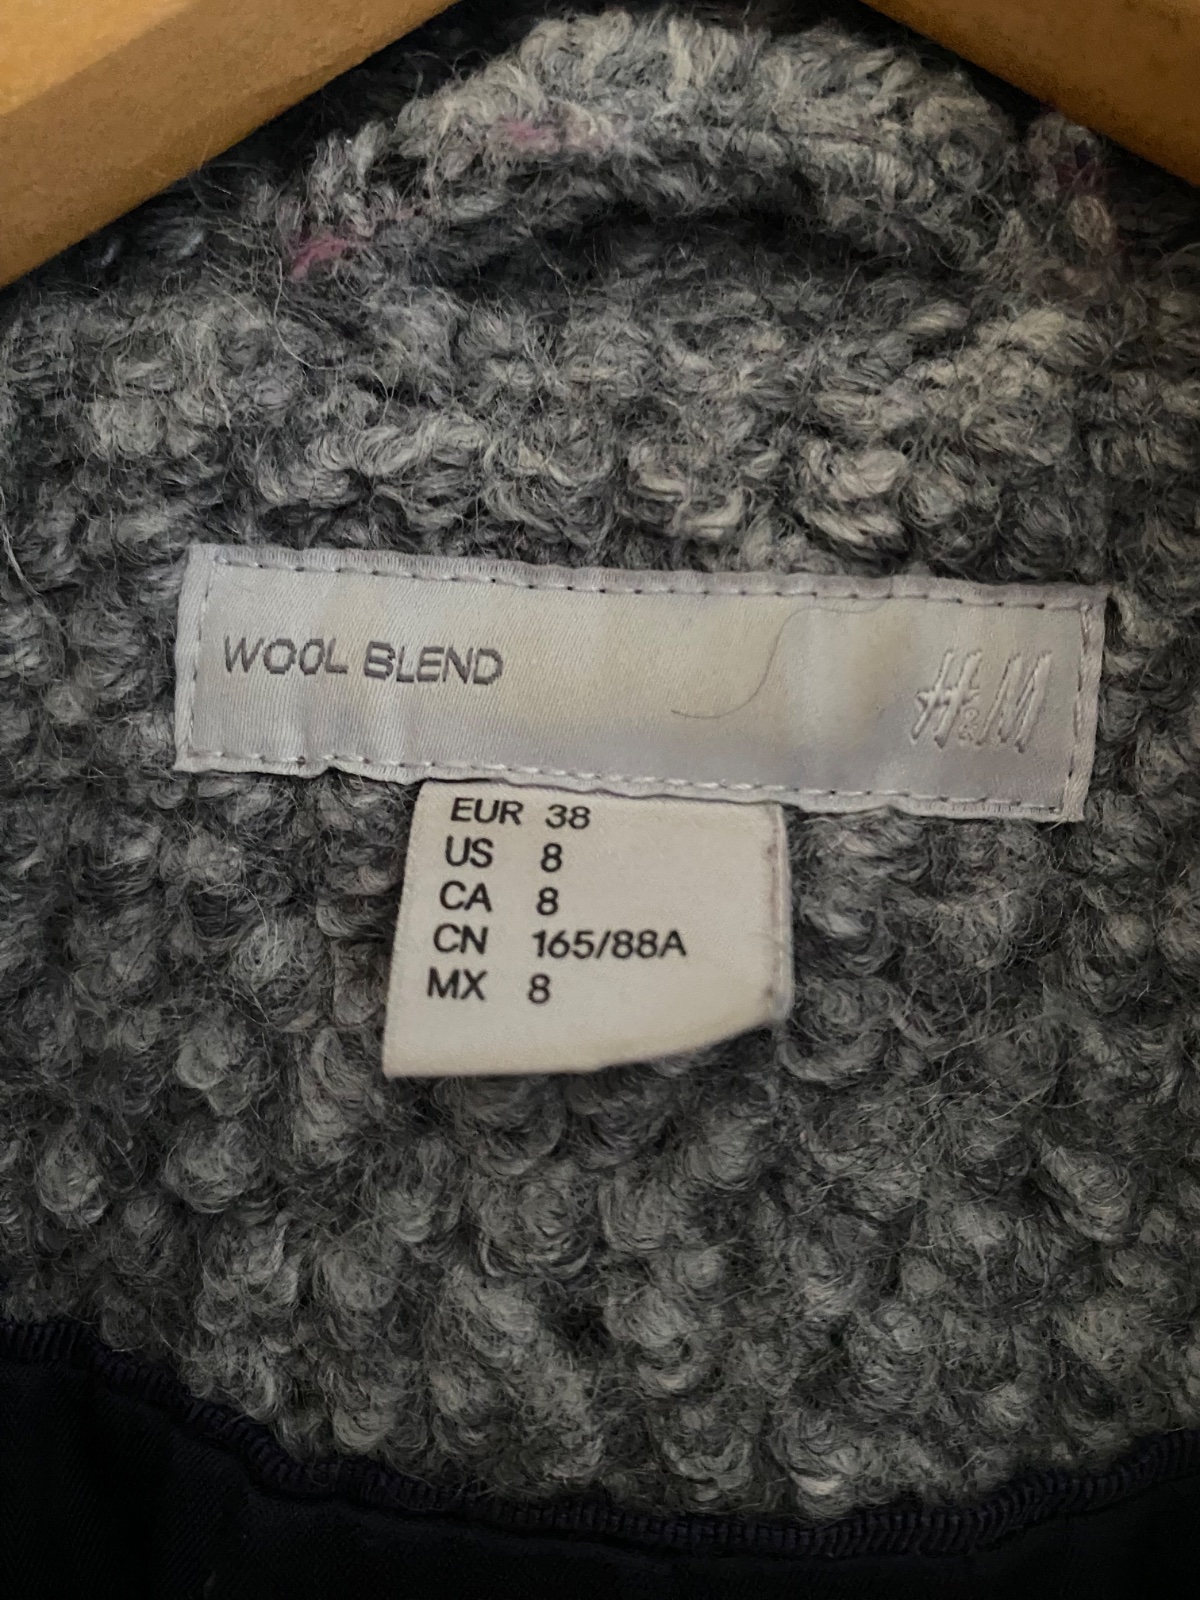 WOOL BLEND
H&M
EUR 38
US 8
CA 8
CN 165/88A
MX 8